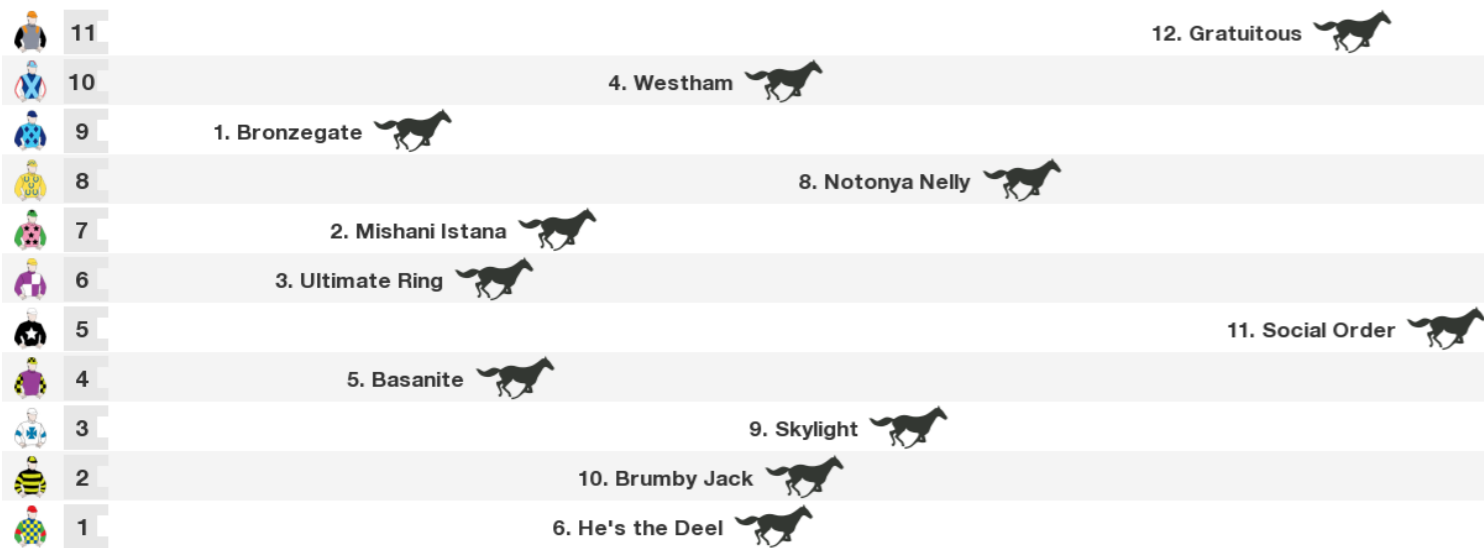 11 12. Gratuitous
10 4. Westham
9 1. Bronzegate
8 8. Notonya Nelly
7 2. Mishani Istana
6 3. Ultimate Ring
5 11. Social Order
4 5. Basanite
3 9. Skylight
2 10. Brumby Jack
1 6. He's the Deel